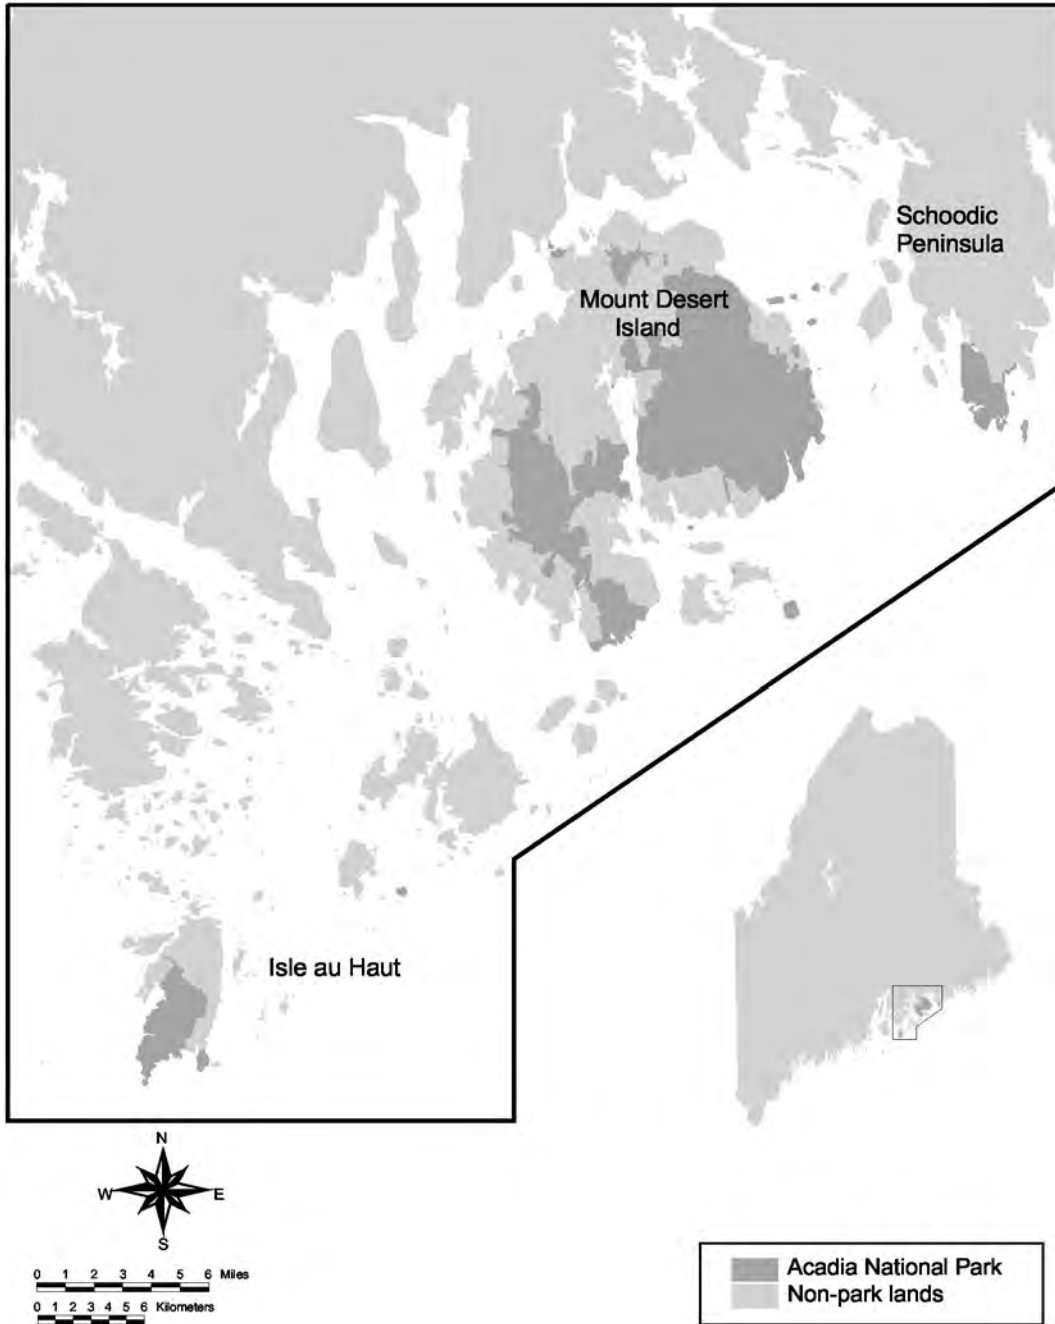 Schoodic
Peninsula
Mount Desert
Island
Isle au Haut
N
W E
S
0 1 2 3 4 5 6 Miles
0 1 2 3 4 5 6 Kilometers
Acadia National Park
Non-park lands